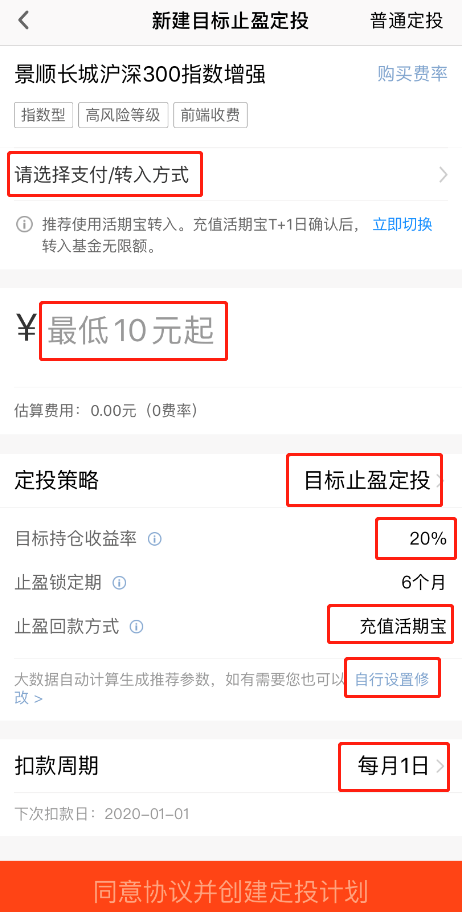 新建目标止盈定投 普通定投
景顺长城沪深300指数增强 购买费率
指数型 高风险等级 前端收费
请选择支付/转入方式
推荐使用活期宝转入。充值活期宝T+1日确认后， 立即切换
转入基金无限额。
¥ 最低10元起
估算费用：0.00元（0费率）
定投策略 目标止盈定投
目标持仓收益率 20%
止盈锁定期 6个月
止盈回款方式 充值活期宝
大数据自动计算生成推荐参数，如有需要您也可以 自行设置修
改 >
扣款周期 每月1日
下次扣款日：2020-01-01
同意协议并创建定投计划